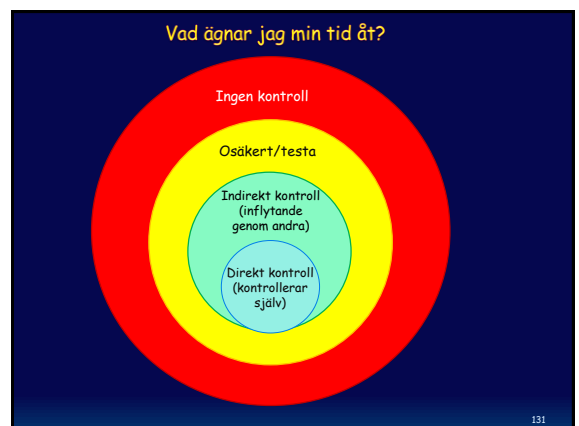 Vad ägnar jag min tid åt?
Ingen kontroll
Osäkert/testa
Indirekt kontroll
(inflytande
genom andra)
Direkt kontroll
(kontrollerar
själv)
131